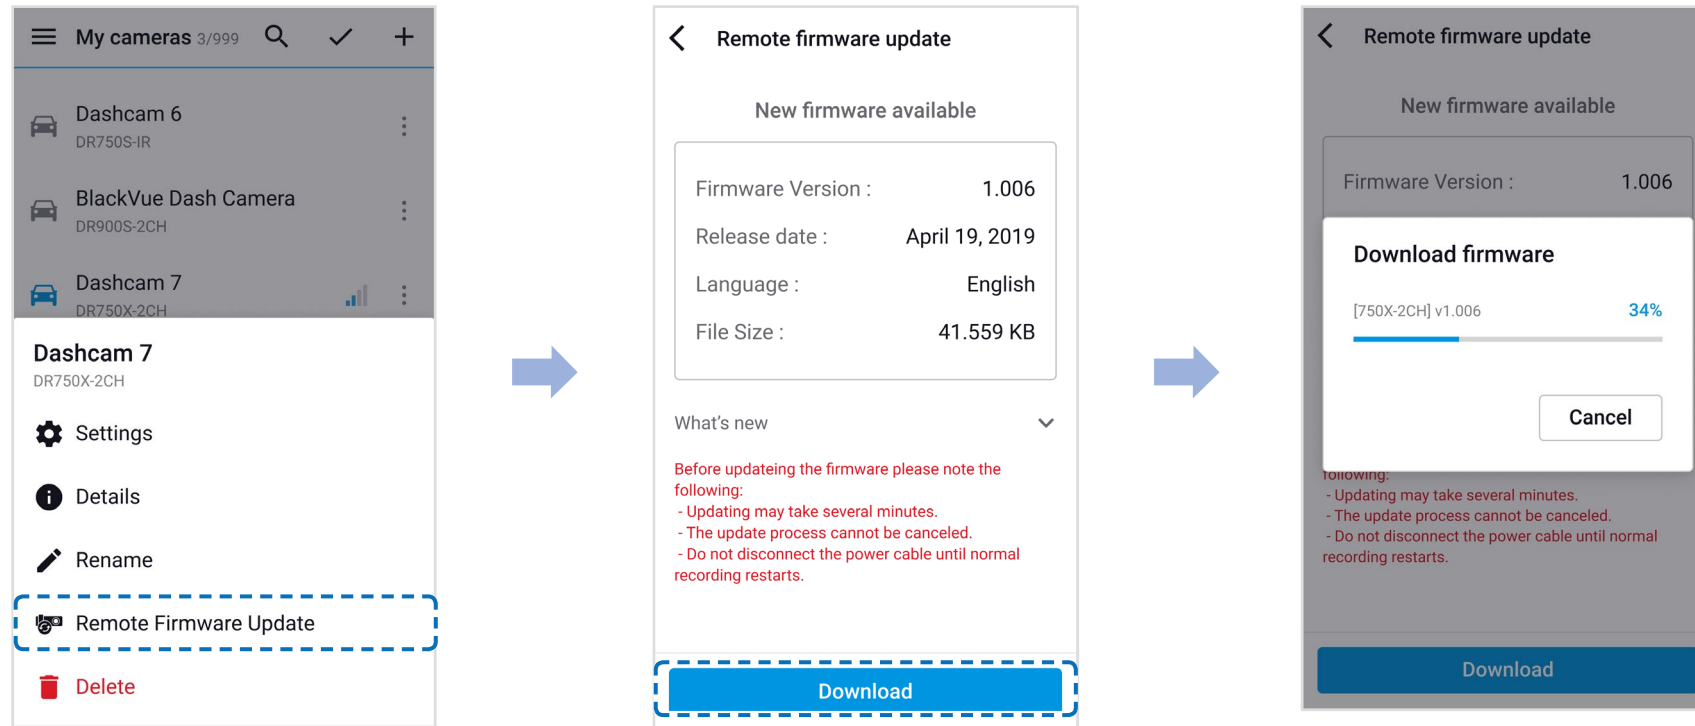 My cameras 3/999
Dashcam 6
DR750S-IR
BlackVue Dash Camera
DR900S-2CH
Dashcam 7
DR750X-2CH
Dashcam 7
DR750X-2CH
Settings
Details
Rename
Remote Firmware Update
Delete
Remote firmware update
New firmware available
Firmware Version : 1.006
Release date : April 19, 2019
Language : English
File Size : 41.559 KB
What's new
Before updateing the firmware please note the
following:
- Updating may take several minutes.
- The update process cannot be canceled.
- Do not disconnect the power cable until normal
recording restarts.
Download
Remote firmware update
New firmware available
Firmware Version : 1.006
Download firmware
[750X-2CH] v1.006 34%
Cancel
following:
- Updating may take several minutes.
- The update process cannot be canceled.
- Do not disconnect the power cable until normal
recording restarts.
Download